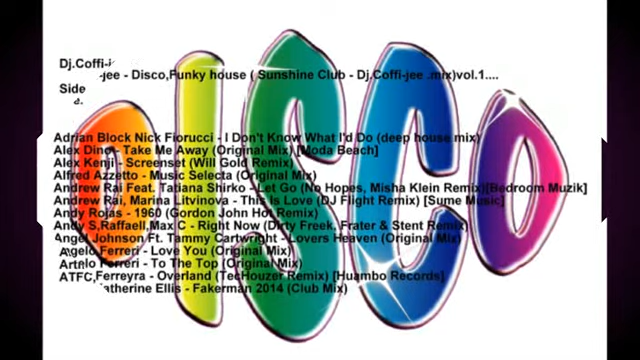 Dj.Coffi-j
-jee - Disco,Funky house ( Sunshine Club - Dj.Coffi-jee .mix)vol.1....
Side
a.
DISCO
Adrian Block Nick Fiorucci - I Don't Know What I'd Do (deep house mix)
Alex Dino - Take Me Away (Original Mix) [Moda Beach]
Alex Kenji - Screenset (Will Gold Remix)
Alfred Azzetto - Music Selecta (Original Mix)
Andrew Rai Feat. Tatiana Shirko - Let Go (No Hopes, Misha Klein Remix)[Bedroom Muzik]
Andrew Rai, Marina Litvinova - This Is Love (DJ Flight Remix) [Sume Music]
Andy Rojas - 1960 (Gordon John Hot Remix)
Andy S,Raffaell,Max C - Right Now (Dirty Freek, Frater & Stent Remix)
Angel Johnson Ft. Tammy Cartwright - Lovers Heaven (Original Mix)
Angelo Ferreri - Love You (Original Mix)
Ferreri - To The Top (Original Mix)
ATFC,Ferreyra - Overland (TecHouzer Remix) [Huambo Records]
atherine Ellis - Fakerman 2014 (Club Mix)